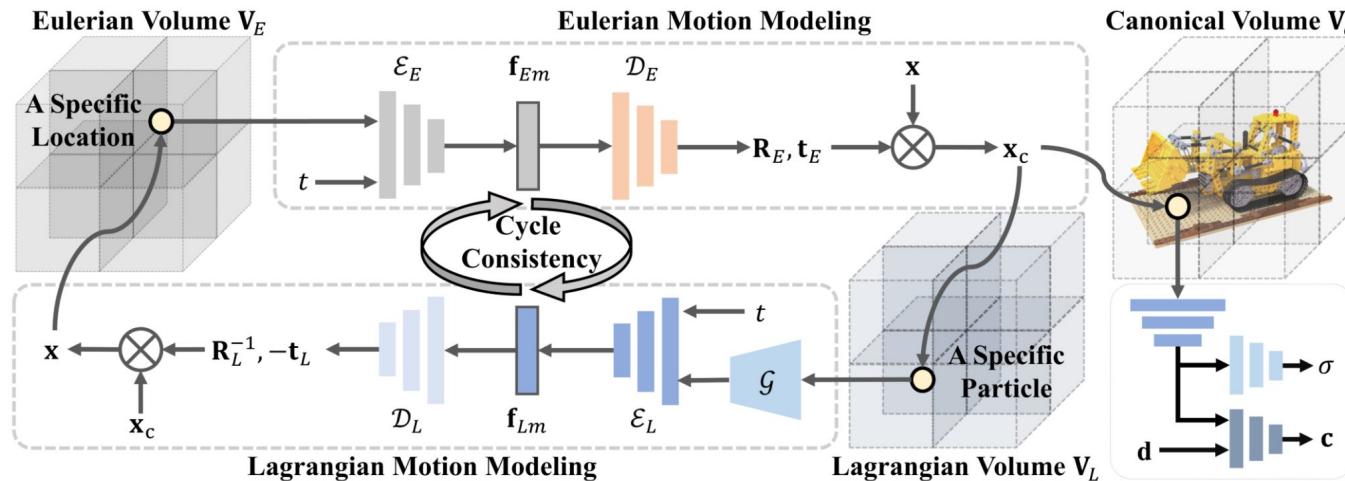 Eulerian Volume V_E
Eulerian Motion Modeling
Canonical Volume V
A Specific
Location
ℰ_E
f_Em
𝒟_E
x
R_E, t_E
x_c
t
Cycle
Consistency
x
R_L^{-1}, −t_L
x_c
𝒟_L
f_Lm
ℰ_L
t
𝒢
A Specific
Particle
σ
d
c
Lagrangian Motion Modeling
Lagrangian Volume V_L